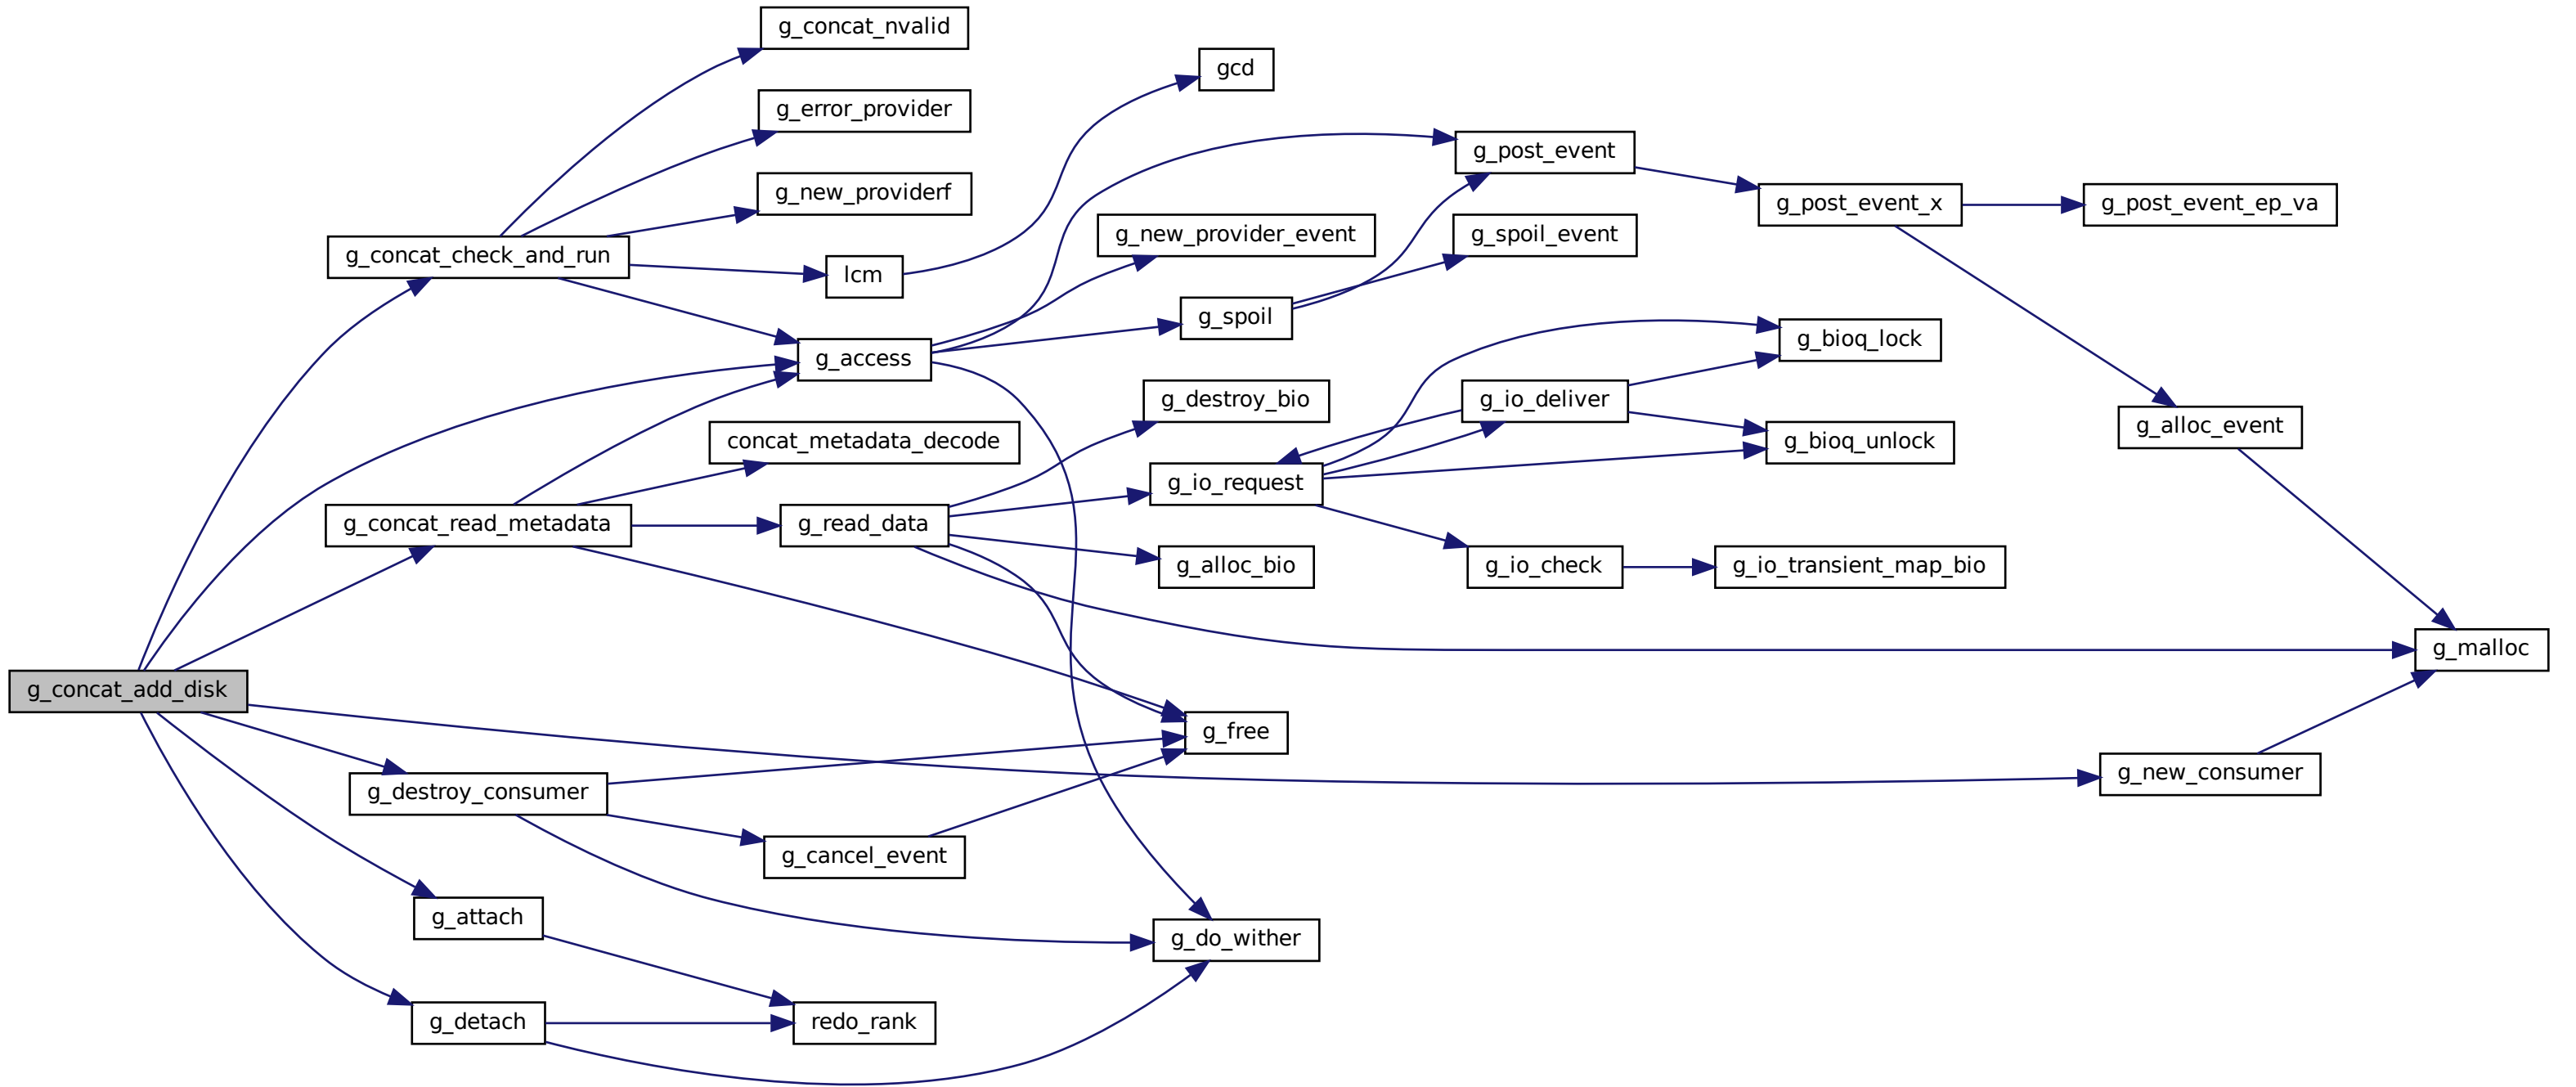 g_concat_nvalid
gcd
g_error_provider
g_post_event
g_new_providerf
g_post_event_x
g_post_event_ep_va
g_new_provider_event
g_spoil_event
g_concat_check_and_run
lcm
g_spoil
g_bioq_lock
g_access
g_destroy_bio
g_io_deliver
g_alloc_event
concat_metadata_decode
g_bioq_unlock
g_io_request
g_concat_read_metadata
g_read_data
g_alloc_bio
g_io_check
g_io_transient_map_bio
g_malloc
g_concat_add_disk
g_free
g_new_consumer
g_destroy_consumer
g_cancel_event
g_attach
g_do_wither
g_detach
redo_rank